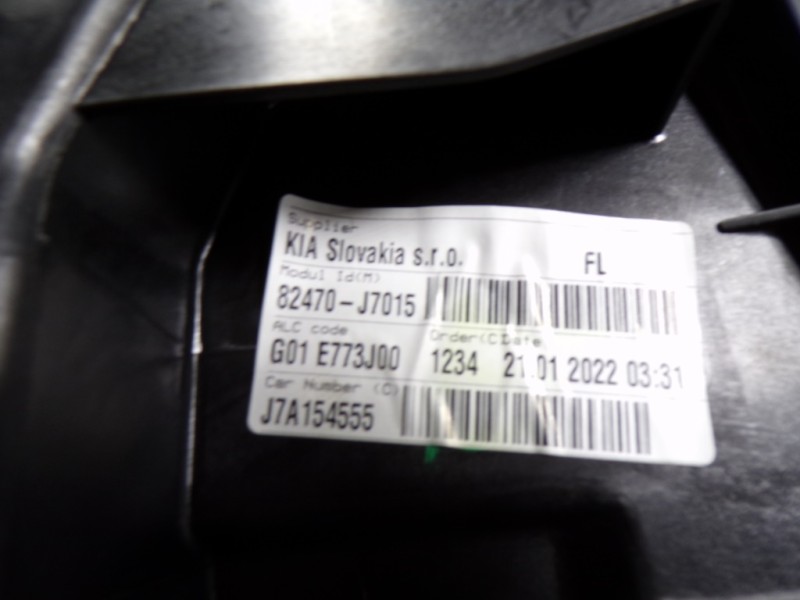 Supplier
KIA Slovakia s.r.o. FL
Modul Id(M)
82470-J7015
ALC code Order(C)Date
G01 E773J00 1234 21.01 2022 03:31
Car Number (C)
J7A154555